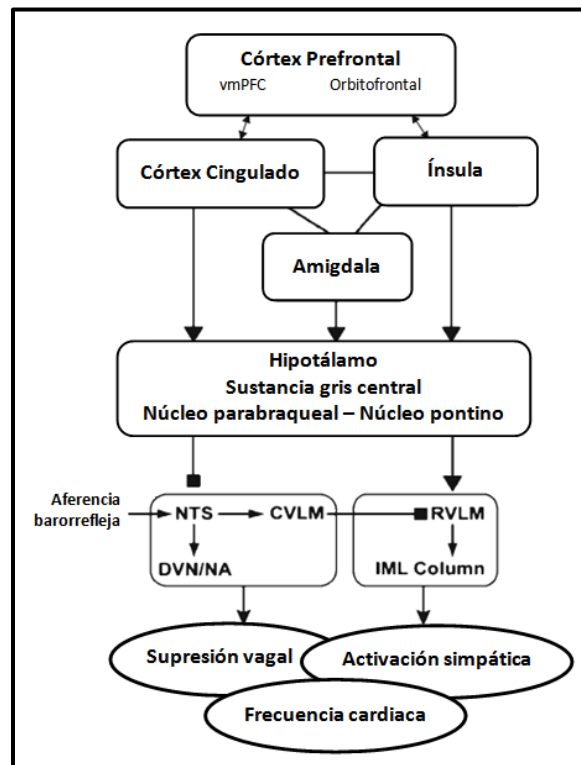 Córtex Prefrontal
vmPFC Orbitofrontal
Córtex Cingulado
Ínsula
Amigdala
Hipotálamo
Sustancia gris central
Núcleo parabraqueal – Núcleo pontino
Aferencia
barorrefleja
NTS CVLM
DVN/NA
RVLM
IML Column
Supresión vagal
Activación simpática
Frecuencia cardiaca